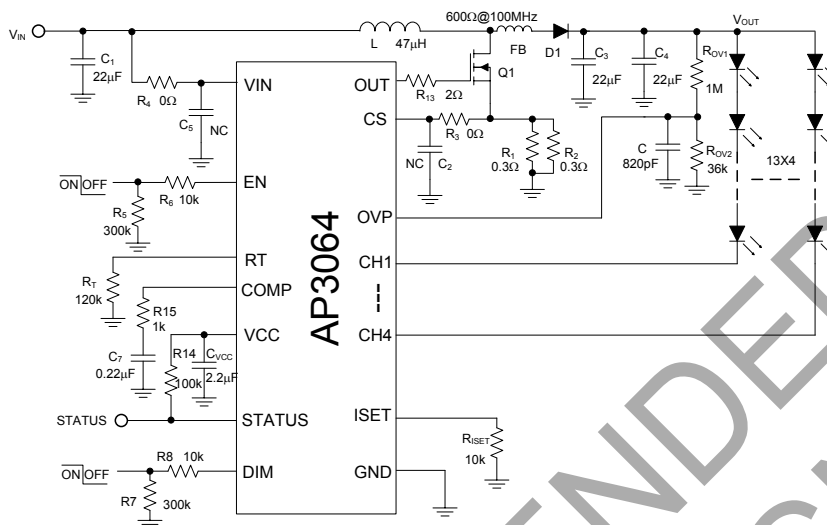 600Ω@100MHz
VIN
L
47μH
FB
D1
VOUT
C1
22μF
C3
22μF
C4
22μF
ROV1
1M
Q1
R4
0Ω
VIN
OUT
R13
2Ω
C5
NC
CS
R3
0Ω
NC
C2
R1
0.3Ω
R2
0.3Ω
C
820pF
ROV2
36k
13X4
ON OFF
EN
R6
10k
R5
300k
OVP
RT
CH1
RT
120k
COMP
R15
1k
AP3064
VCC
CH4
C7
0.22μF
R14
100k
CVCC
2.2μF
STATUS
STATUS
ISET
RISET
10k
R8
10k
ON OFF
DIM
GND
R7
300k
ENDED